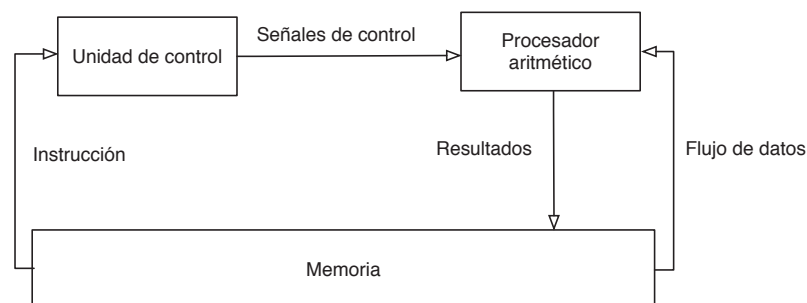 Unidad de control
Señales de control
Procesador
aritmético
Instrucción
Resultados
Flujo de datos
Memoria